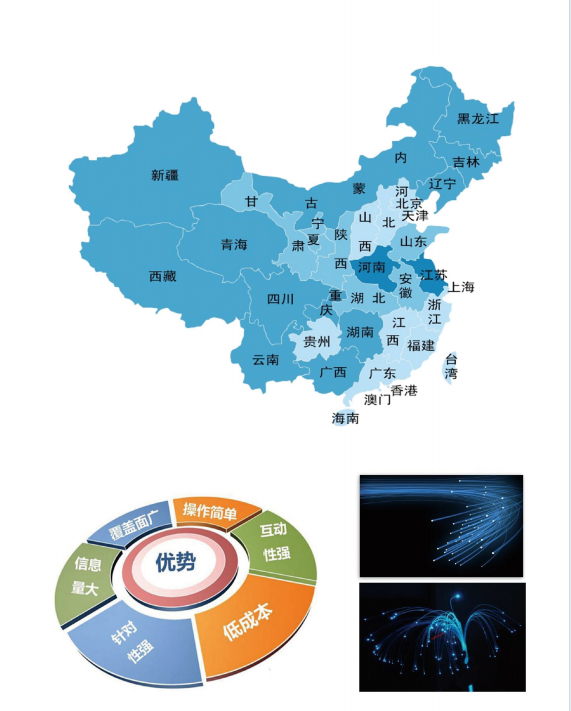 黑龙江
吉林
辽宁
内蒙古
新疆
甘肃
宁夏
青海
西藏
陕西
山西
河北
北京
天津
山东
河南
江苏
安徽
上海
四川
重庆
湖北
浙江
贵州
湖南
江西
福建
云南
广西
广东
台湾
香港
澳门
海南
覆盖面广
操作简单
互动
性强
信息
量大
优势
针对
性强
低成本